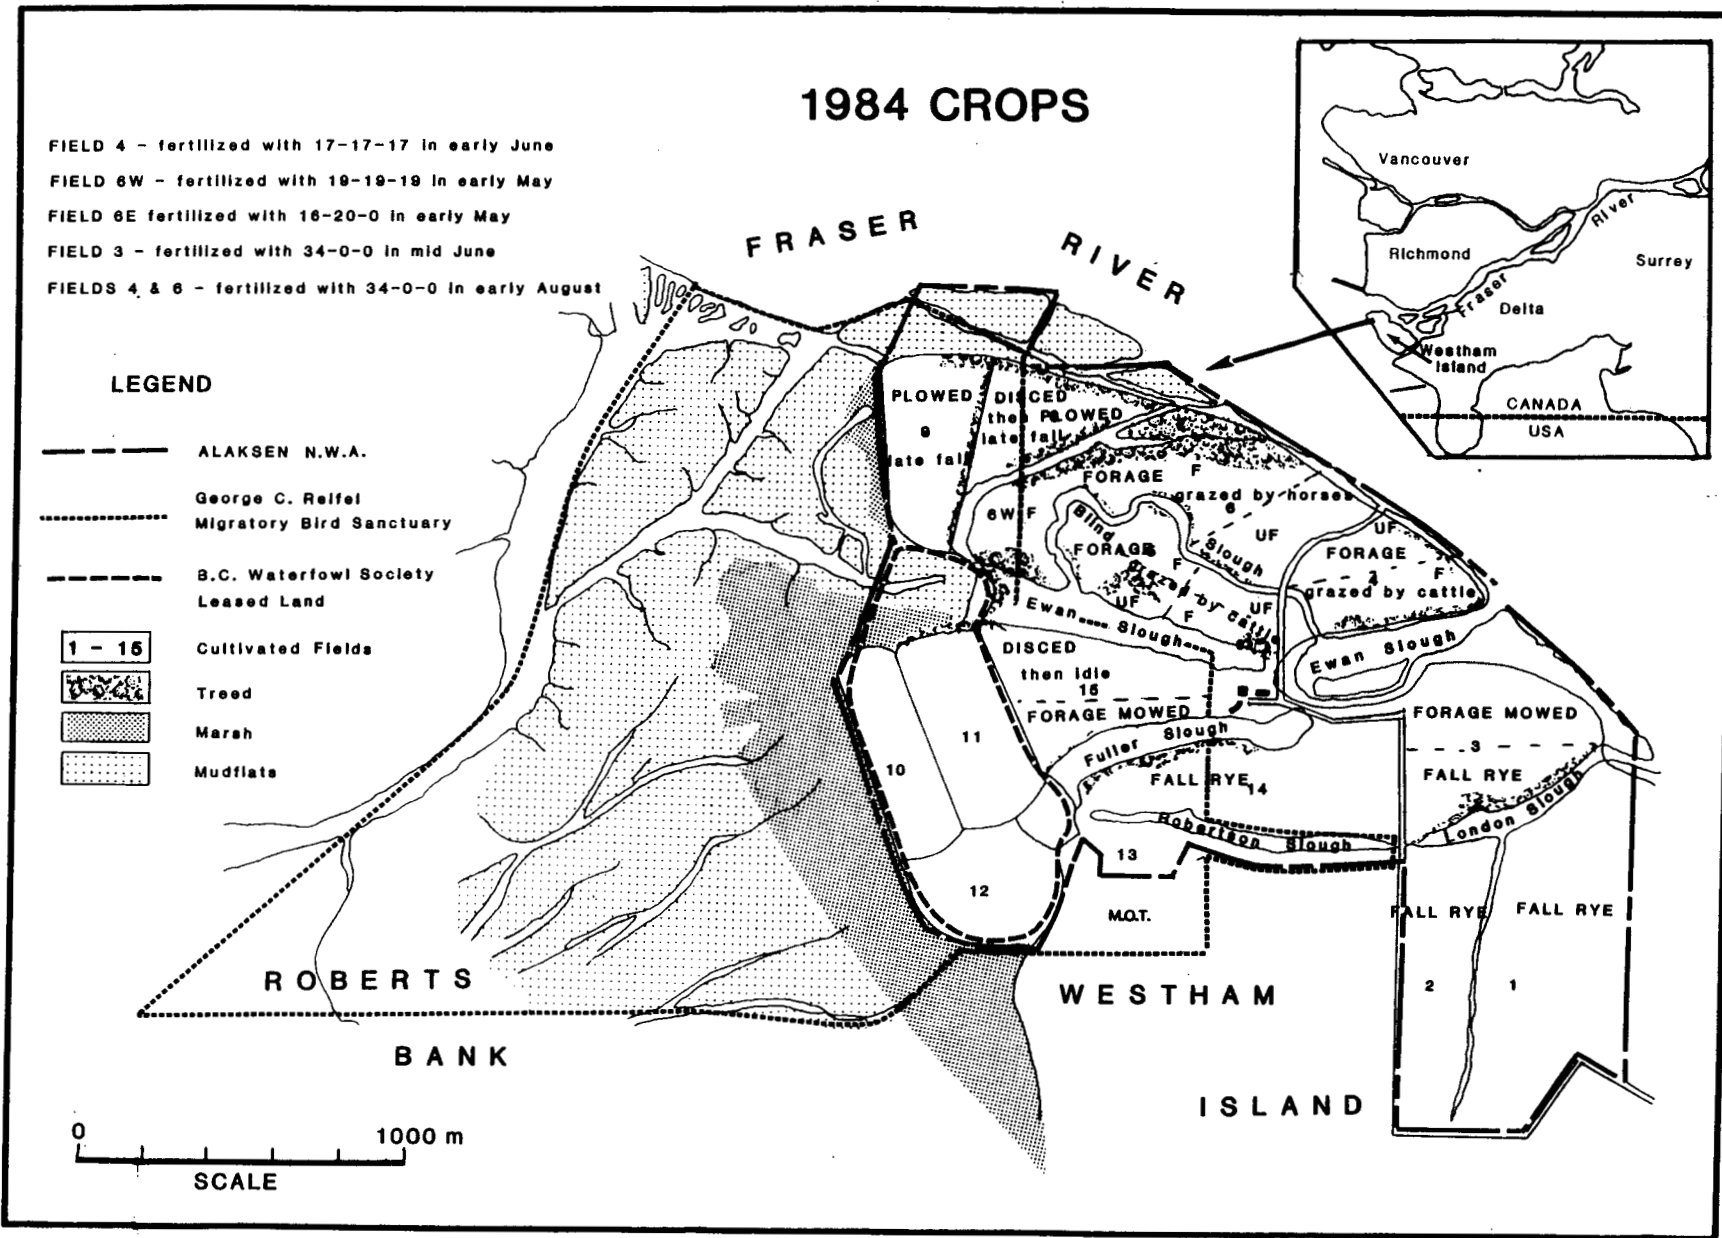 1984 CROPS
FIELD 4 - fertilized with 17-17-17 in early June
FIELD 6W - fertilized with 19-19-19 in early May
FIELD 6E fertilized with 16-20-0 in early May
FIELD 3 - fertilized with 34-0-0 in mid June
FIELDS 4 & 6 - fertilized with 34-0-0 in early August
LEGEND
ALAKSEN N.W.A.
George C. Reifel
Migratory Bird Sanctuary
B.C. Waterfowl Society
Leased Land
1 - 15
Cultivated Fields
Treed
Marsh
Mudflats
0
1000 m
SCALE
FRASER
RIVER
Vancouver
Richmond
River
Surrey
Fraser
Delta
Westham
Island
CANADA
USA
PLOWED
9
late fall
DISCED
then PLOWED
late fall
FORAGE
F
grazed by horses
6
6W
F
UF
Blind
Slough
FORAGE
F
grazed by cattle
UF
F
UF
UF
FORAGE
F
grazed by cattle
Ewan
Slough
Ewan Slough
DISCED
then idle
15
FORAGE MOWED
Fuller Slough
FALL RYE
14
FORAGE MOWED
3
FALL RYE
London Slough
Robertson Slough
11
10
12
13
M.O.T.
FALL RYE
FALL RYE
2
1
ROBERTS
BANK
WESTHAM
ISLAND